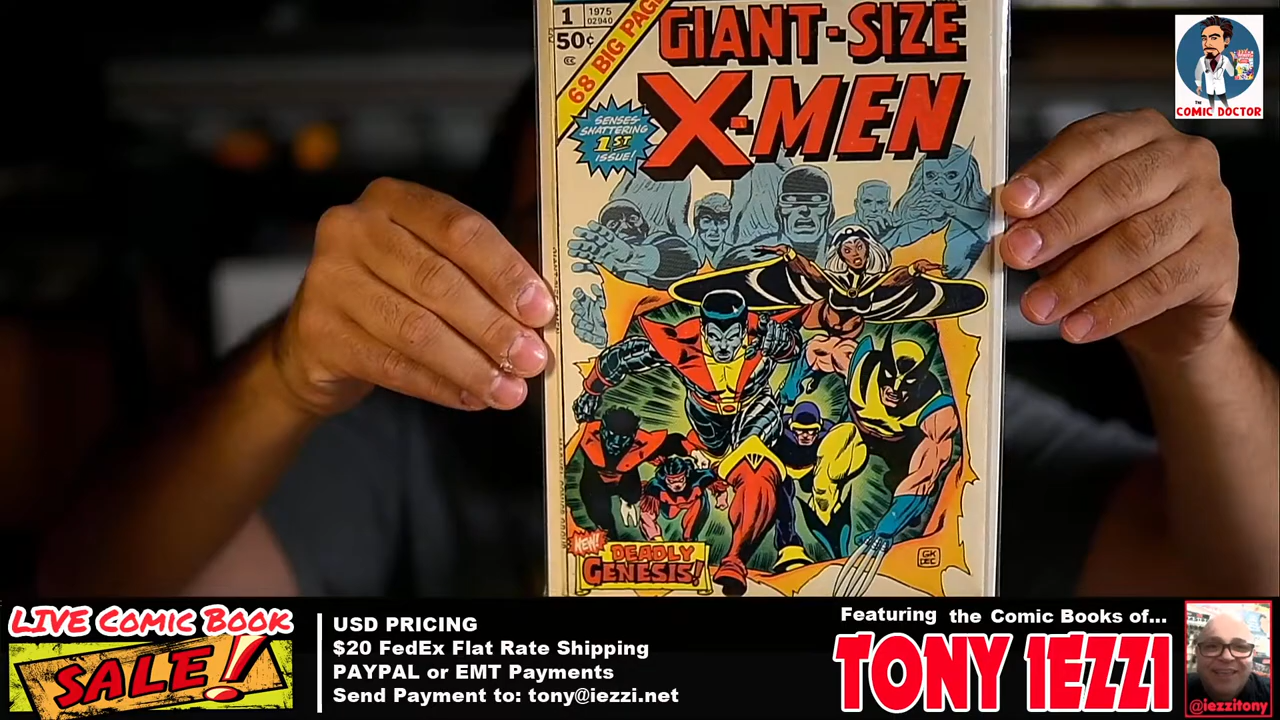 1
1975
02940
50¢
CC
68 BIG PAGES
GIANT-SIZE
X-MEN
SENSES-
SHATTERING
1ST
ISSUE!
THE
COMIC DOCTOR
NEW!
DEADLY
GENESIS!
GK
DEC
LIVE COMIC BOOK
SALE!
USD PRICING
$20 FedEx Flat Rate Shipping
PAYPAL or EMT Payments
Send Payment to: tony@iezzi.net
Featuring the Comic Books of...
TONY IEZZI
@iezzitony